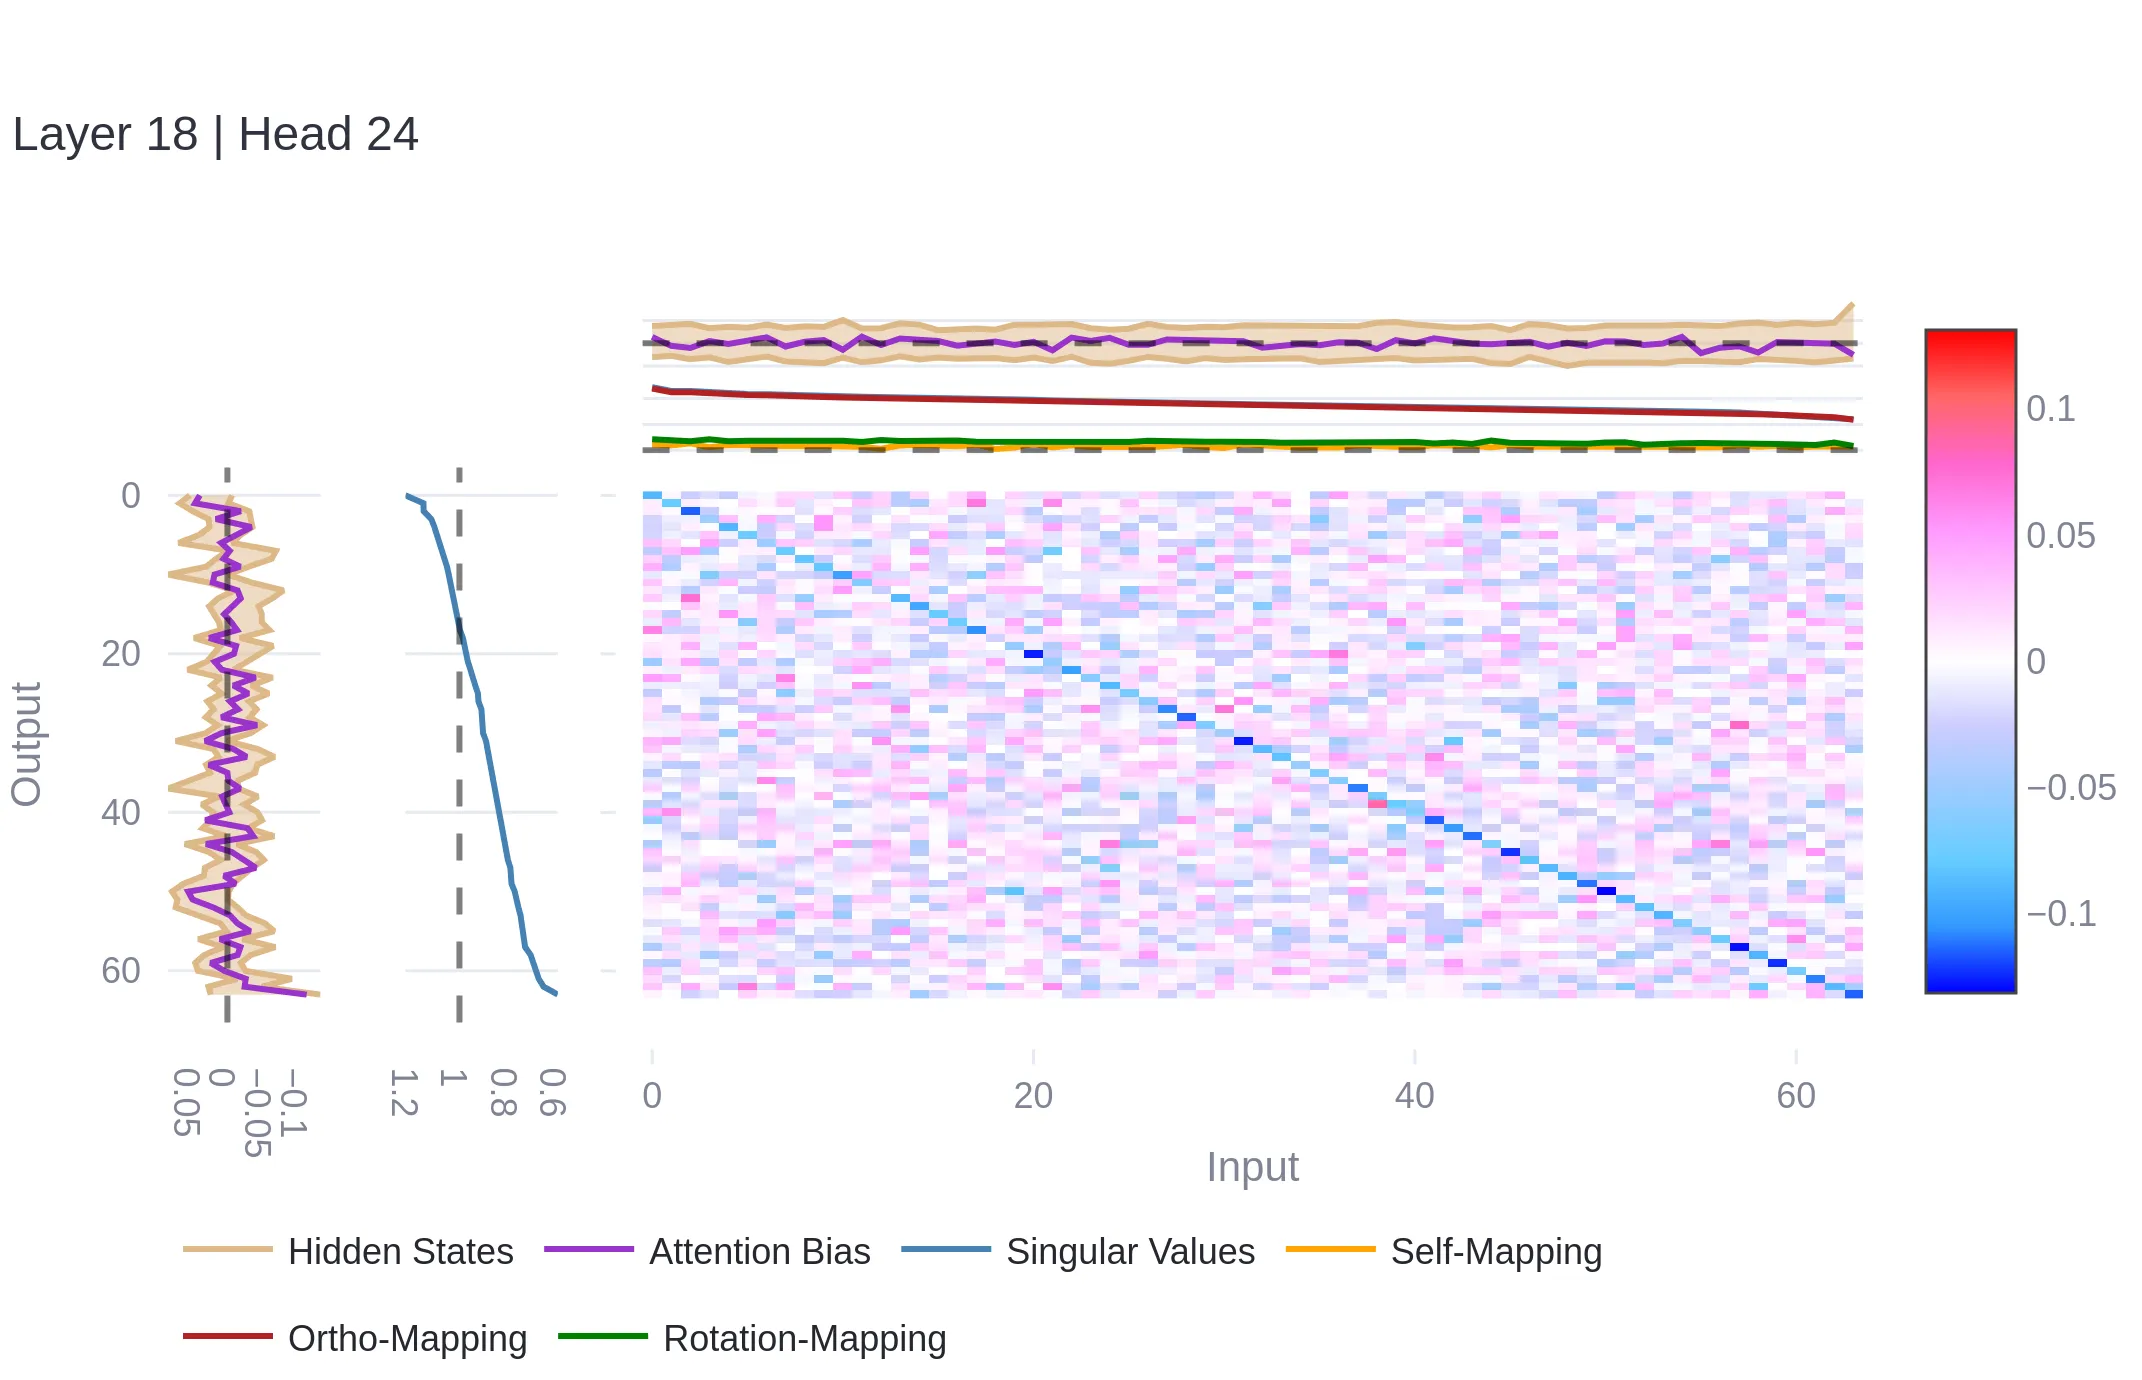 Layer 18 | Head 24
0.1
0.05
0
−0.05
−0.1
0
20
40
60
Output
0.05
0
−0.05
−0.1
1.2
1
0.8
0.6
0
20
40
60
Input
Hidden States
Attention Bias
Singular Values
Self-Mapping
Ortho-Mapping
Rotation-Mapping